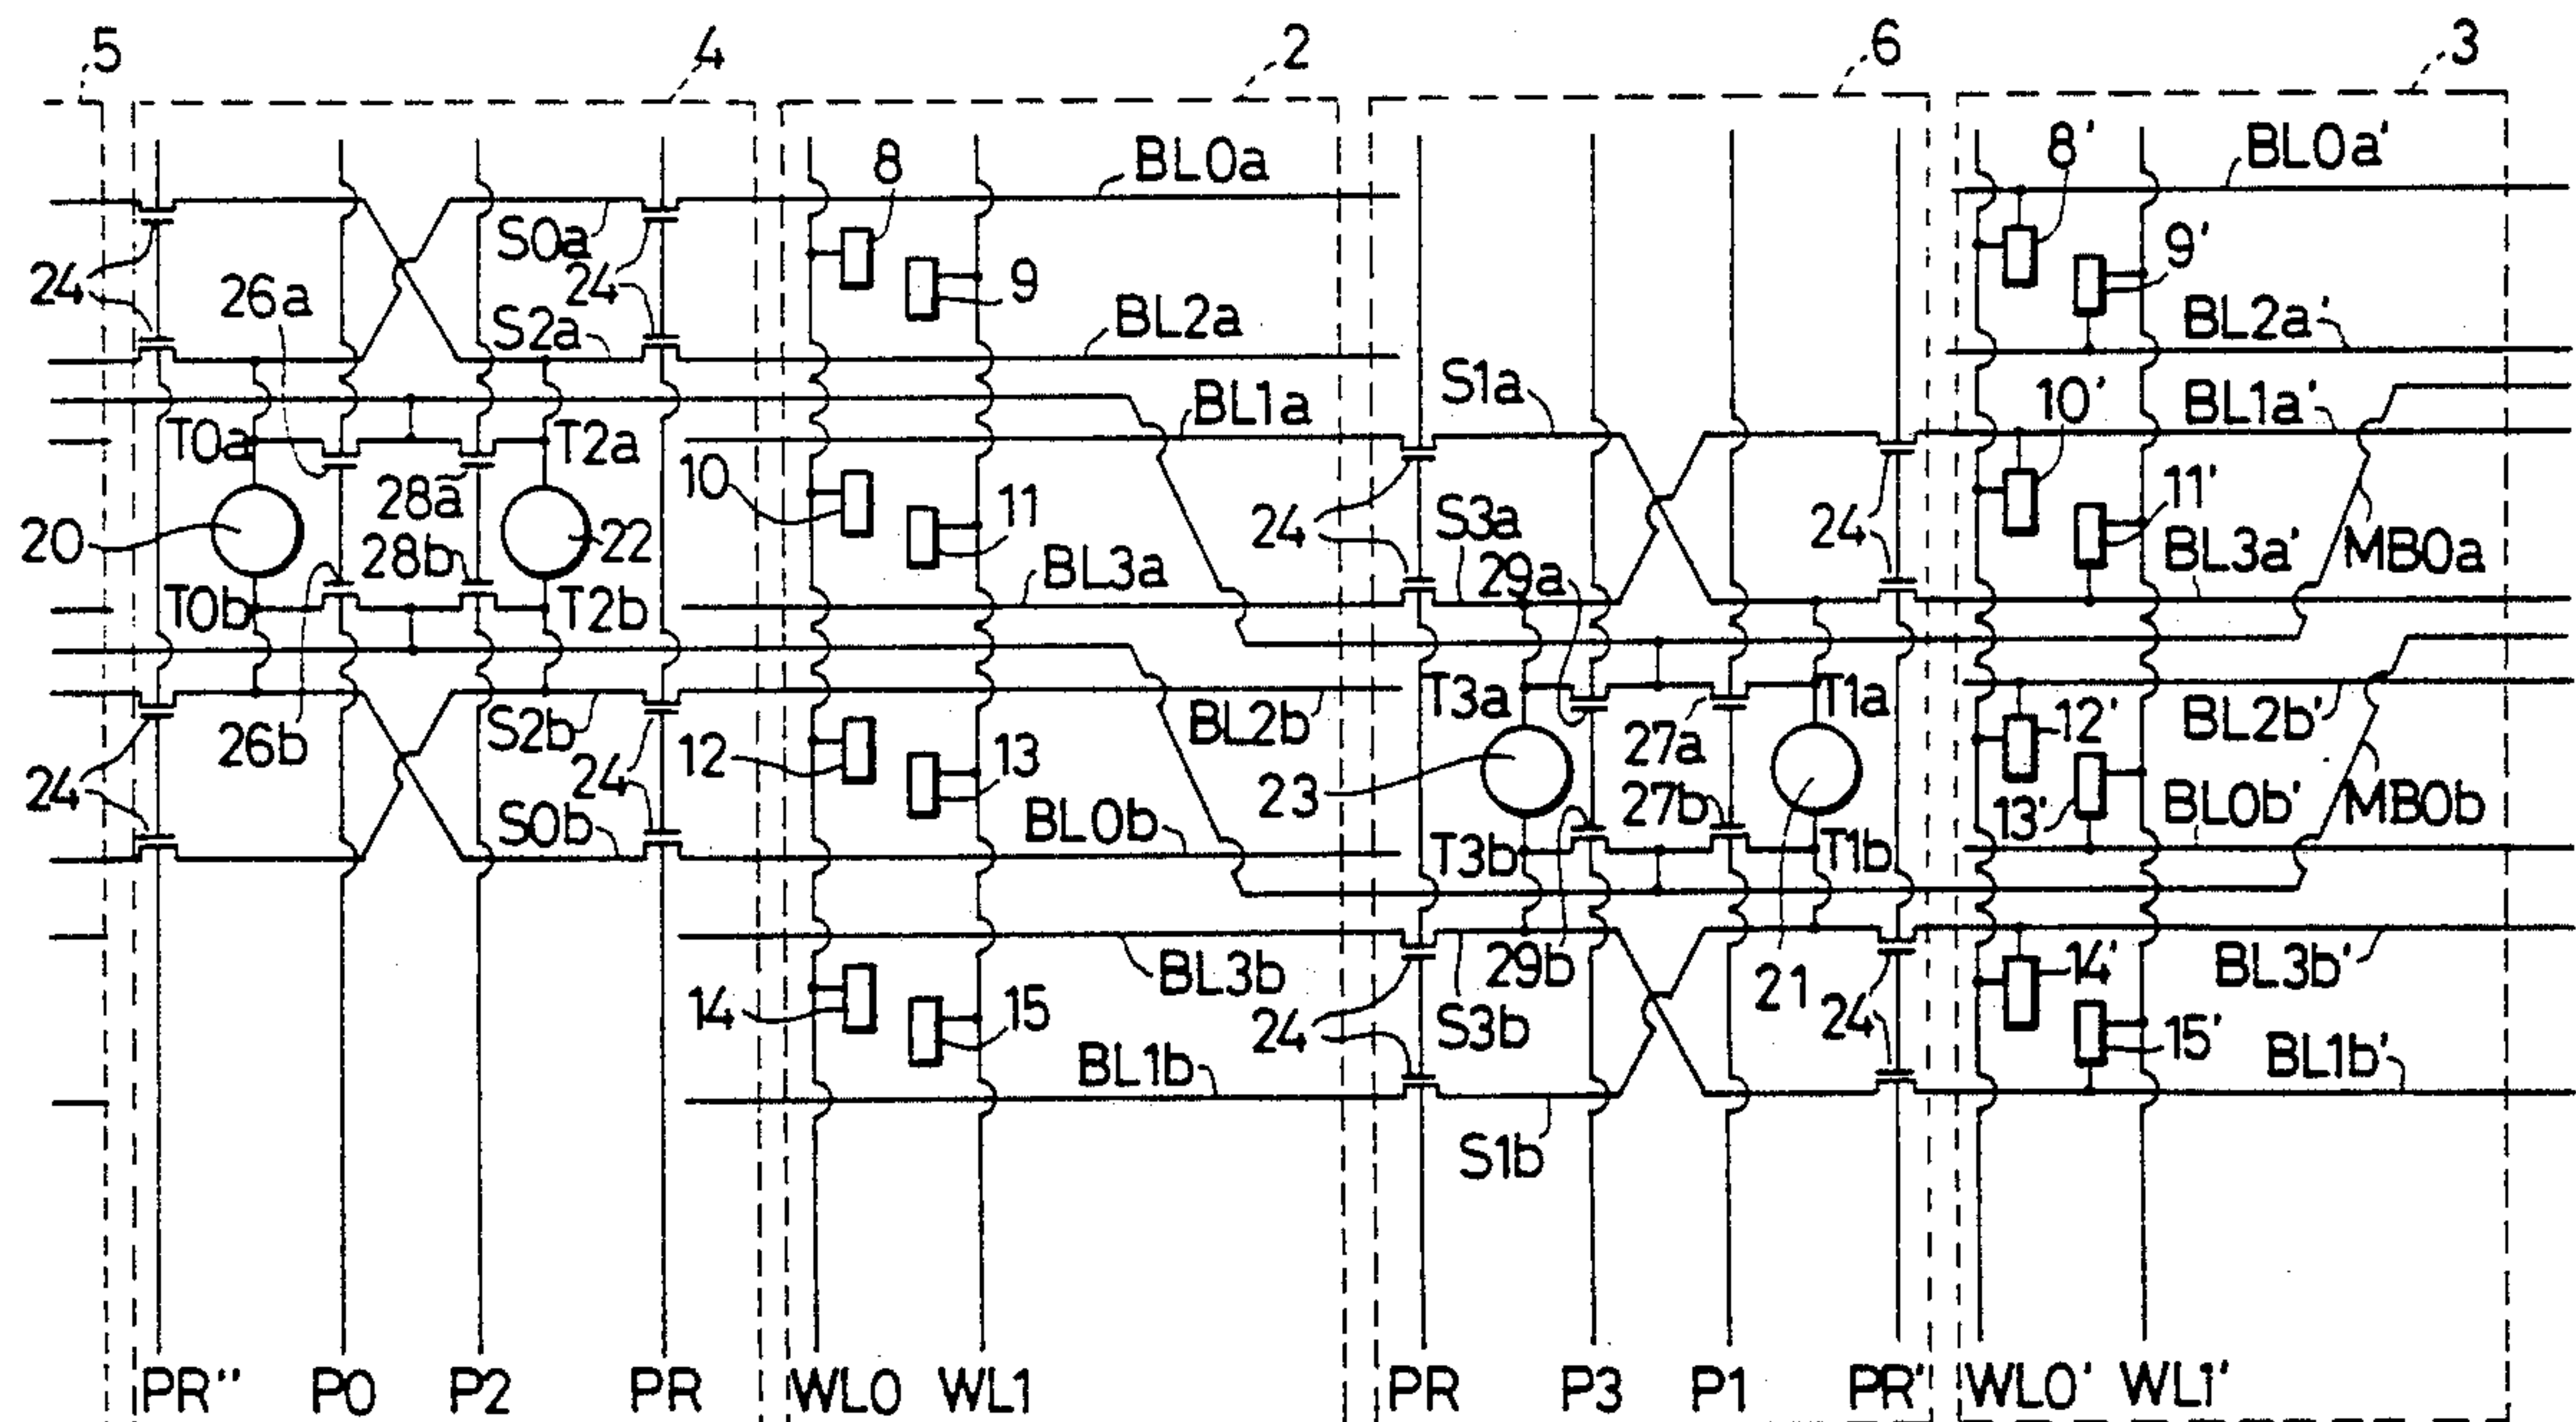 5 4 2 6 3
8 BL0a 8' BL0a'
S0a 9'
24 26a 24 9
S2a BL2a BL2a'
T0a T2a BL1a S1a 10' BL1a'
28a 10 11 S3a 11'
20 28b 22 24 29a 24 BL3a' MB0a
T0b T2b BL3a
26b S2b BL2b T3a 27a T1a 12' BL2b'
24 24 12 13 23 27b 13' BL0b' MB0b
S0b BL0b T3b T1b
14 15 BL3b 24 S3b 29b 21 24 14' BL3b'
BL1b S1b 15' BL1b'
PR'' P0 P2 PR WL0 WL1 PR P3 P1 PR' WL0' WL1'